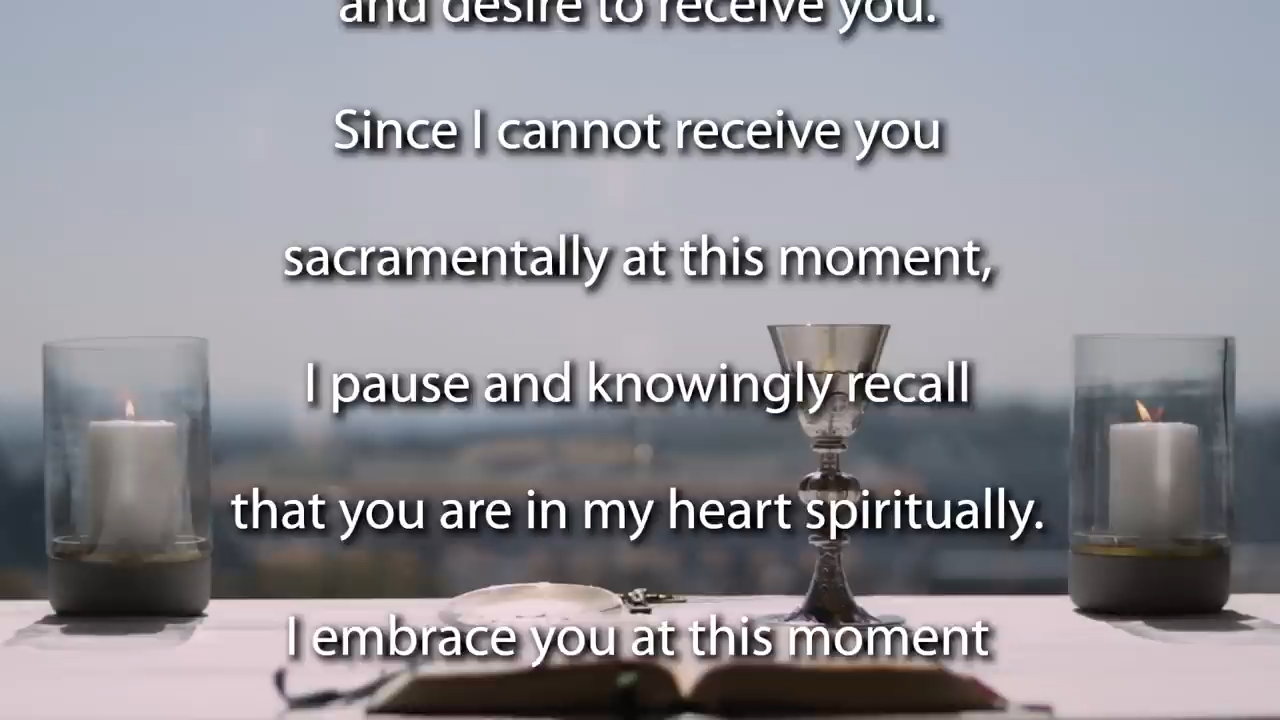 and desire to receive you.
Since I cannot receive you
sacramentally at this moment,
I pause and knowingly recall
that you are in my heart spiritually.
I embrace you at this moment